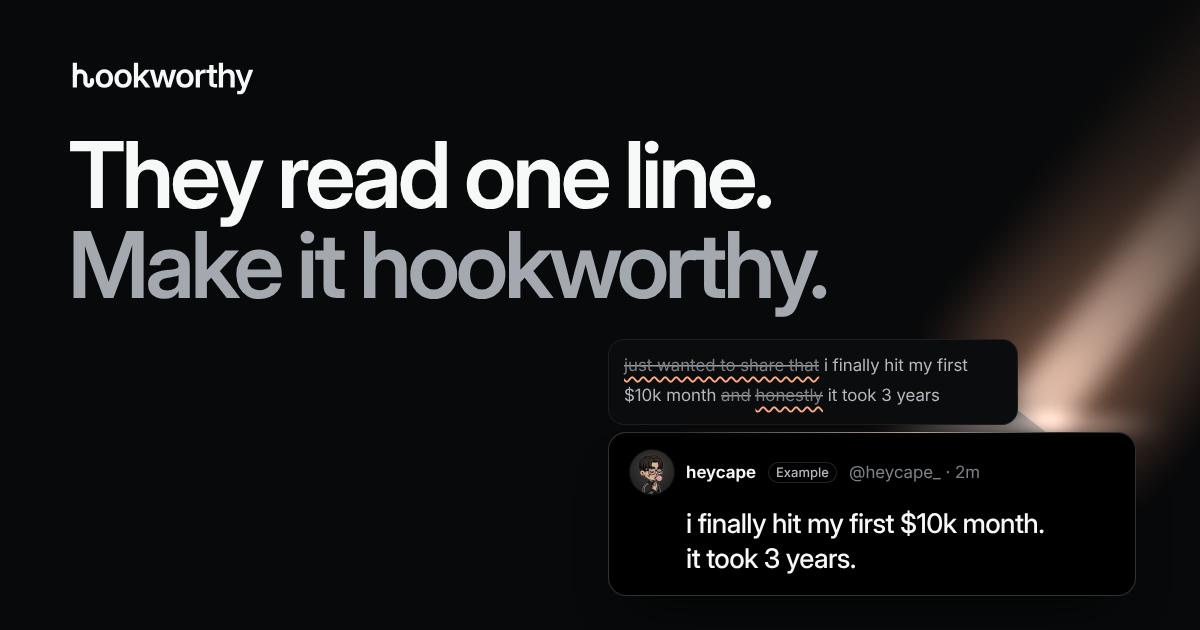 hookworthy
They read one line.
Make it hookworthy.
just wanted to share that i finally hit my first
$10k month and honestly it took 3 years
heycape Example @heycape_ · 2m
i finally hit my first $10k month.
it took 3 years.